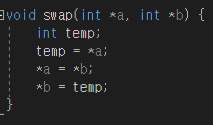 void swap(int *a, int *b) {
    int temp;
    temp = *a;
    *a = *b;
    *b = temp;
}